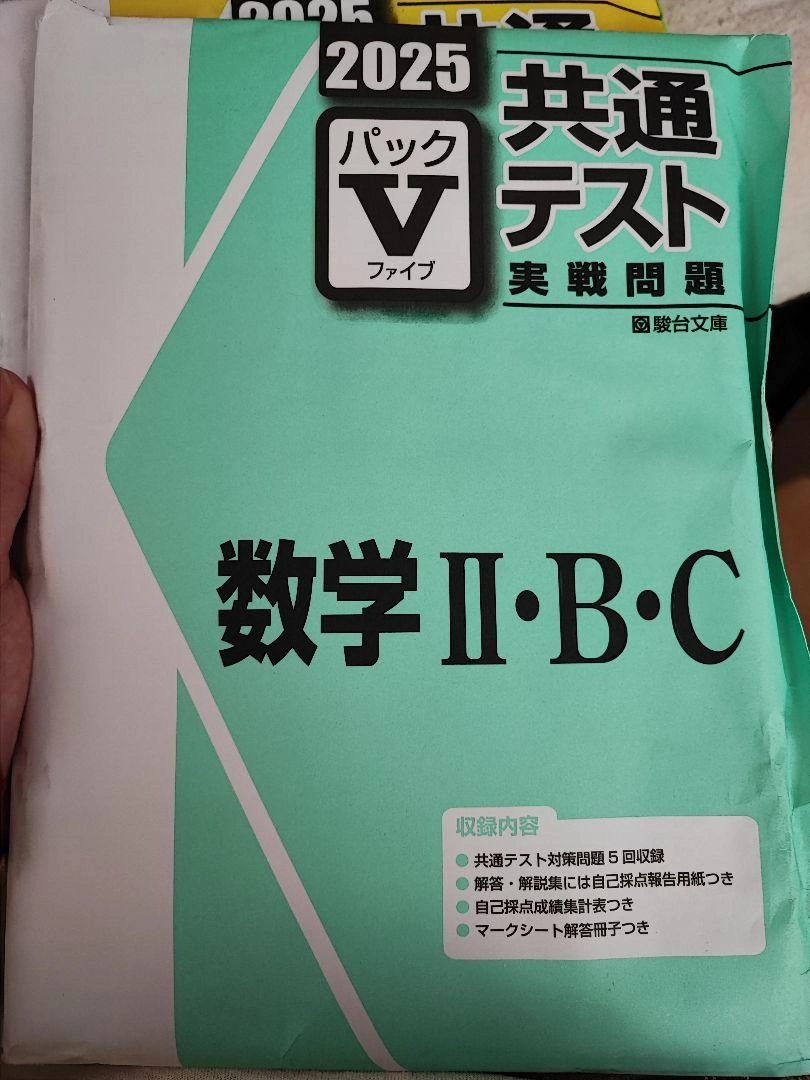 2025
共通
2025
パック
V
ファイブ
共通
テスト
実戦問題
駿台文庫
数学Ⅱ・B・C
収録内容
共通テスト対策問題5回収録
解答・解説集には自己採点報告用紙つき
自己採点成績集計表つき
マークシート解答冊子つき